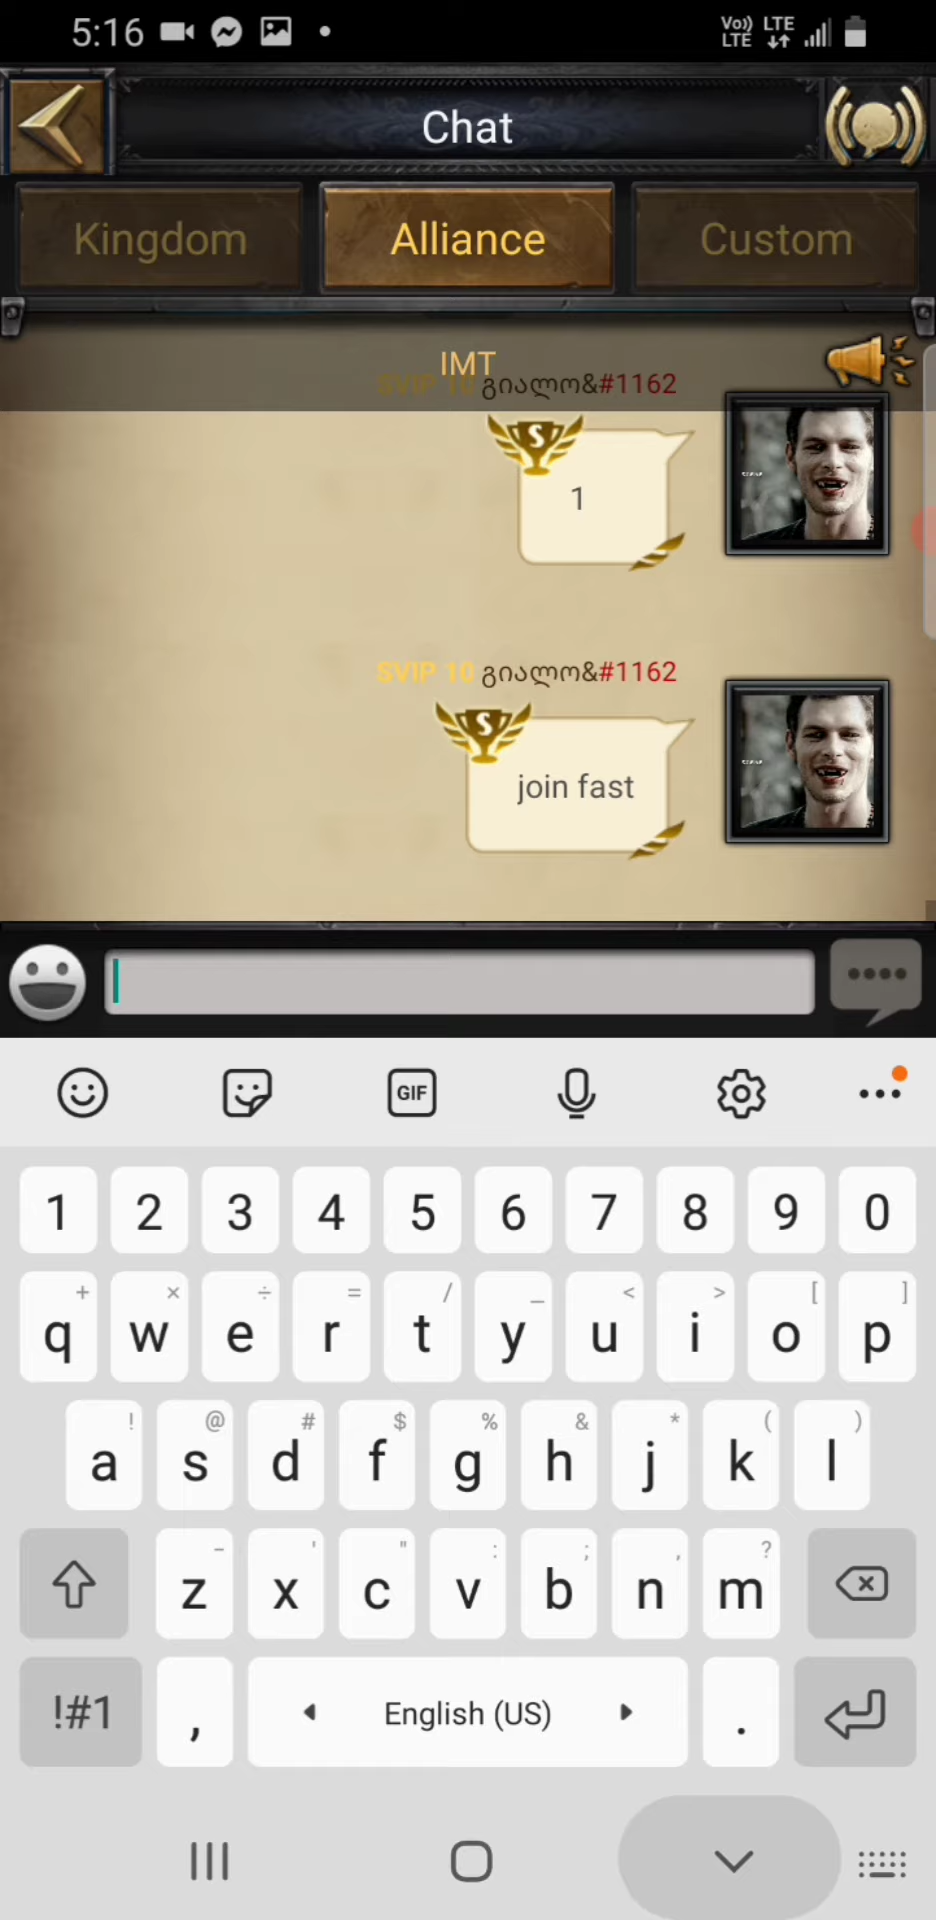 5:16
Vo)) LTE
LTE
Chat
Kingdom Alliance Custom
IMT
SVIP 10 გიალო&#1162
S
1
SVIP 10 გიალო&#1162
S
join fast
GIF
1 2 3 4 5 6 7 8 9 0
+ × ÷ = / _ < > [ ]
q w e r t y u i o p
! @ # $ % & * ( )
a s d f g h j k l
- ' " : ; , ?
z x c v b n m
!#1 , English (US) .